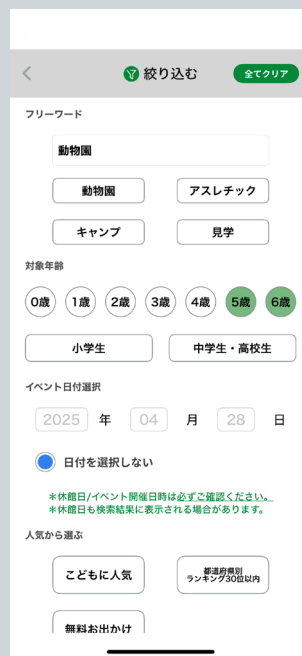 絞り込む
全てクリア
フリーワード
動物園
動物園 アスレチック
キャンプ 見学
対象年齢
0歳 1歳 2歳 3歳 4歳 5歳 6歳
小学生 中学生・高校生
イベント日付選択
2025 年 04 月 28 日
日付を選択しない
＊休館日/イベント開催日時は必ずご確認ください。
＊休館日も検索結果に表示される場合があります。
人気から選ぶ
こどもに人気
都道府県別
ランキング30位以内
無料お出かけ